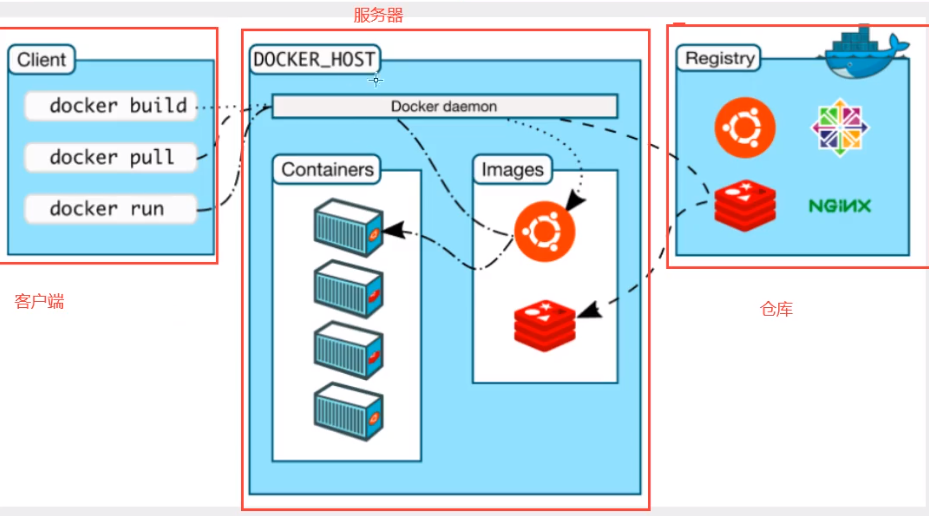 服务器
Client
docker build
docker pull
docker run
客户端
DOCKER_HOST
Docker daemon
Containers
Images
Registry
NGINX
仓库